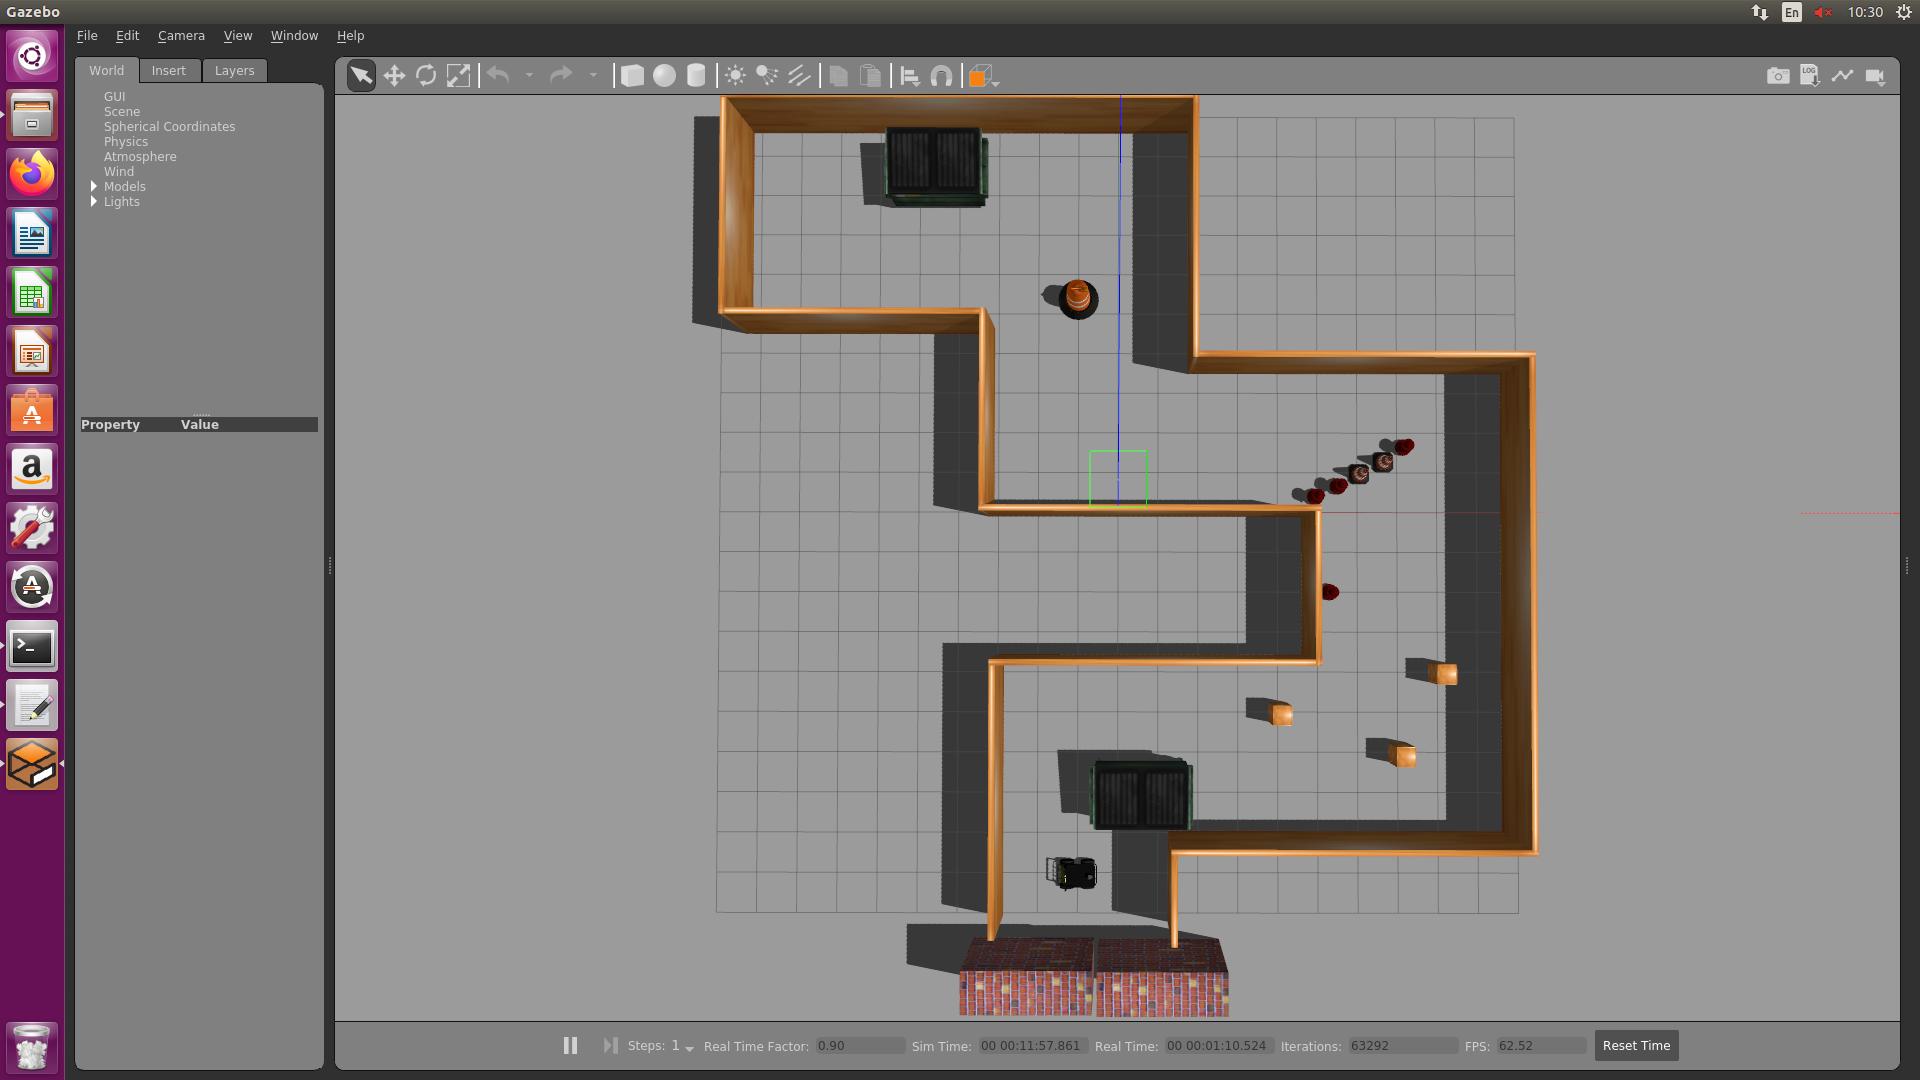 Gazebo
En
10:30
File Edit Camera View Window Help
World Insert Layers
GUI
Scene
Spherical Coordinates
Physics
Atmosphere
Wind
Models
Lights
Property Value
LOG
Steps: 1 Real Time Factor: 0.90 Sim Time: 00 00:11:57.861 Real Time: 00 00:01:10.524 Iterations: 63292 FPS: 62.52 Reset Time